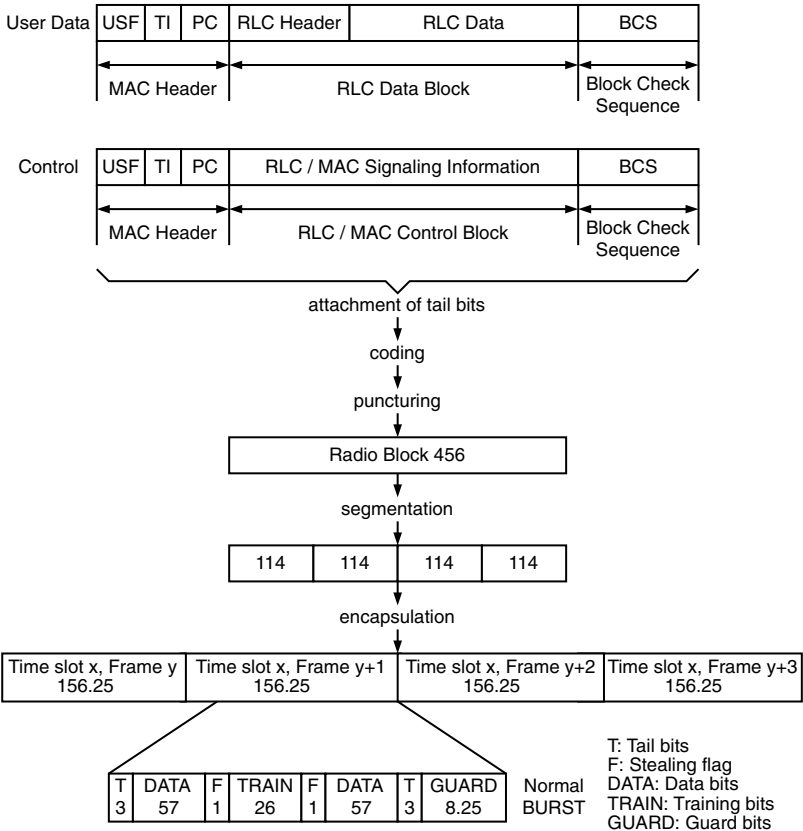 User Data USF TI PC RLC Header RLC Data BCS
MAC Header RLC Data Block Block Check
Sequence
Control USF TI PC RLC / MAC Signaling Information BCS
MAC Header RLC / MAC Control Block Block Check
Sequence
attachment of tail bits
coding
puncturing
Radio Block 456
segmentation
114 114 114 114
encapsulation
Time slot x, Frame y Time slot x, Frame y+1 Time slot x, Frame y+2 Time slot x, Frame y+3
156.25 156.25 156.25 156.25
T DATA F TRAIN F DATA T GUARD Normal
3 57 1 26 1 57 3 8.25 BURST
T: Tail bits
F: Stealing flag
DATA: Data bits
TRAIN: Training bits
GUARD: Guard bits